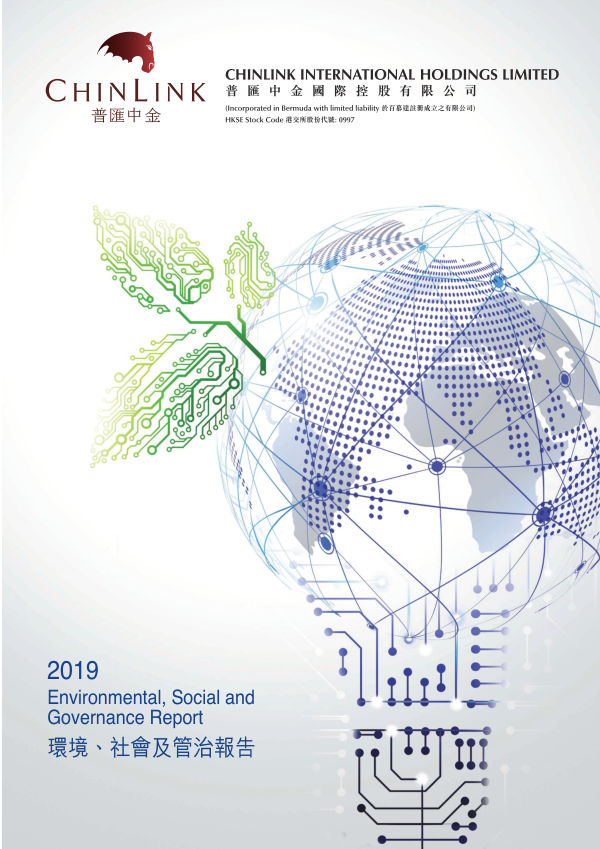 CHINLINK
普匯中金
CHINLINK INTERNATIONAL HOLDINGS LIMITED
普匯中金國際控股有限公司
(Incorporated in Bermuda with limited liability 於百慕達註冊成立之有限公司)
HKSE Stock Code 港交所股份代號: 0997
2019
Environmental, Social and
Governance Report
環境、社會及管治報告